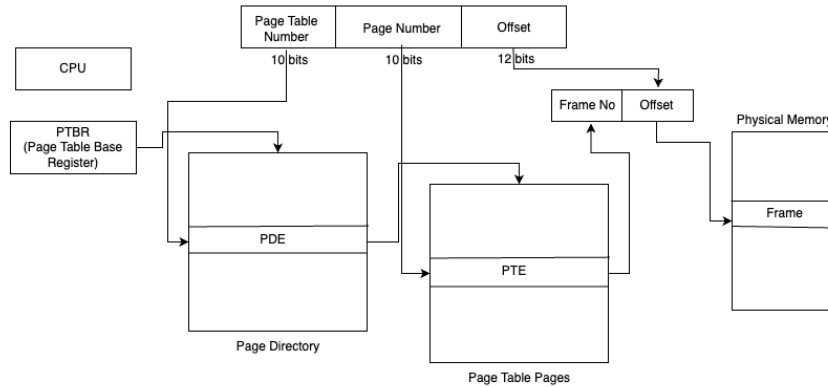 Page Table
Number
Page Number
Offset
10 bits
10 bits
12 bits
CPU
Frame No
Offset
PTBR
(Page Table Base
Register)
Physical Memory
Frame
PDE
PTE
Page Directory
Page Table Pages